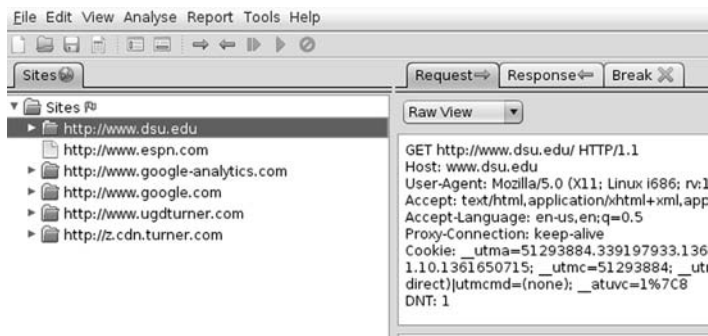 File Edit View Analyse Report Tools Help
Sites
Request Response Break
Sites
http://www.dsu.edu
http://www.espn.com
http://www.google-analytics.com
http://www.google.com
http://www.ugdturner.com
http://z.cdn.turner.com
Raw View
GET http://www.dsu.edu/ HTTP/1.1
Host: www.dsu.edu
User-Agent: Mozilla/5.0 (X11; Linux i686; rv:1
Accept: text/html,application/xhtml+xml,app
Accept-Language: en-us,en;q=0.5
Proxy-Connection: keep-alive
Cookie: __utma=51293884.339197933.136
1.10.1361650715; __utmc=51293884; __ut
direct)|utmcmd=(none); __atuvc=1%7C8
DNT: 1